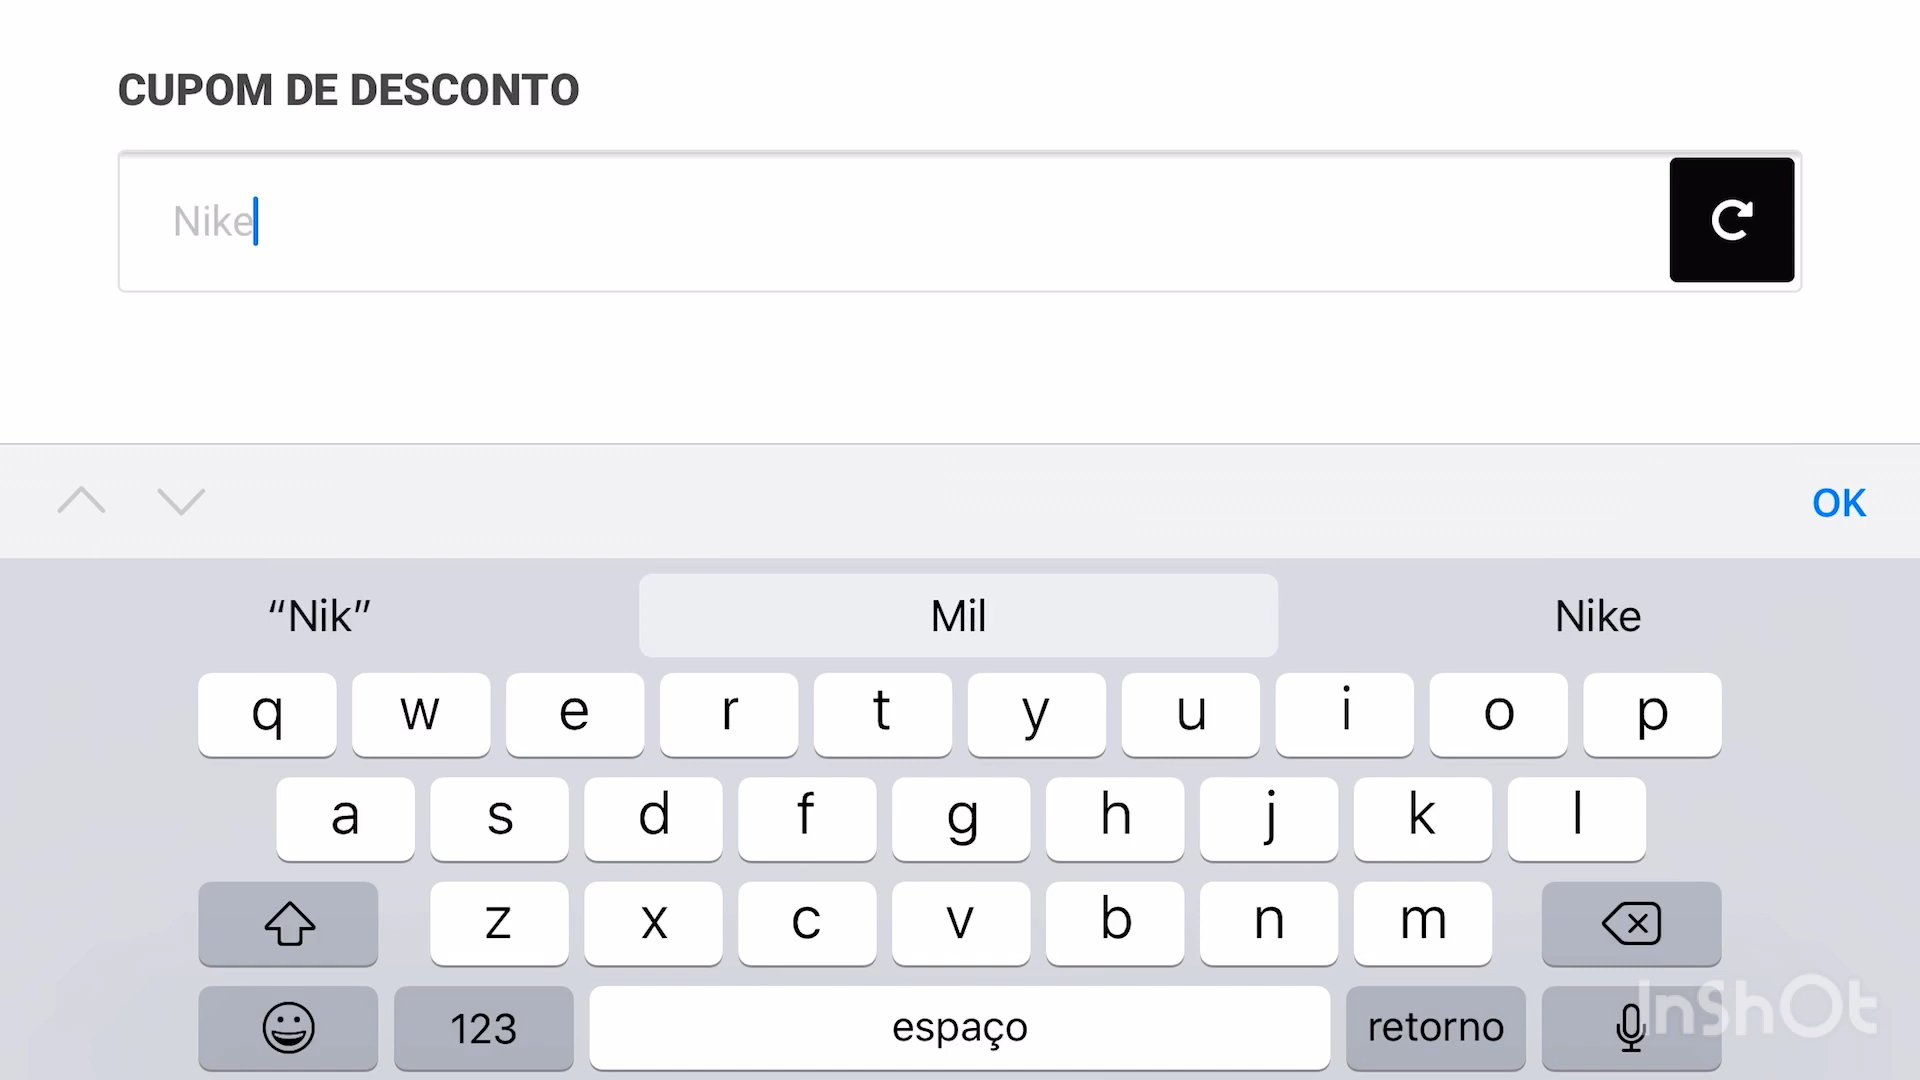 CUPOM DE DESCONTO
Nike
OK
“Nik” Mil Nike
q w e r t y u i o p
a s d f g h j k l
z x c v b n m
123 espaço retorno
InShOt